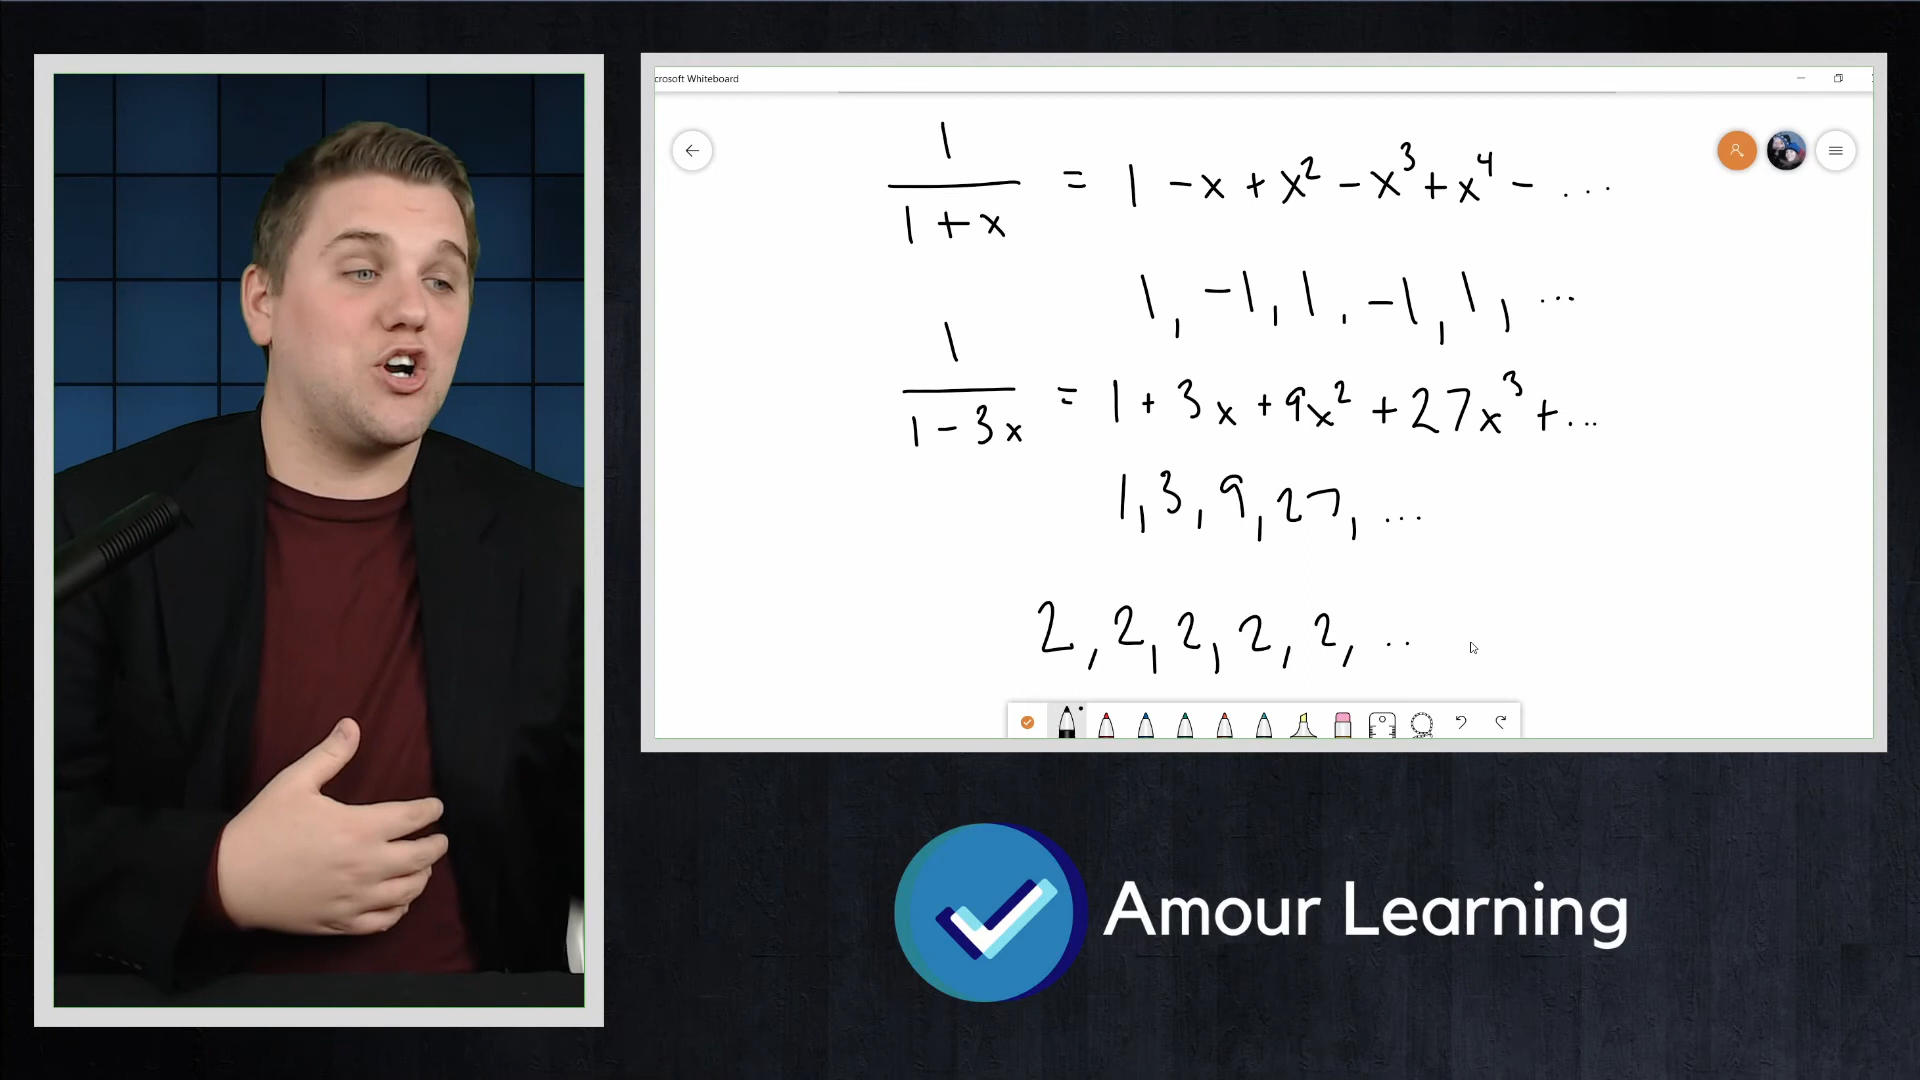 crosoft Whiteboard
1/(1+x) = 1 - x + x² - x³ + x⁴ - ...
1, -1, 1, -1, 1, ...
1/(1-3x) = 1 + 3x + 9x² + 27x³ + ...
1, 3, 9, 27, ...
2, 2, 2, 2, 2, ..
Amour Learning